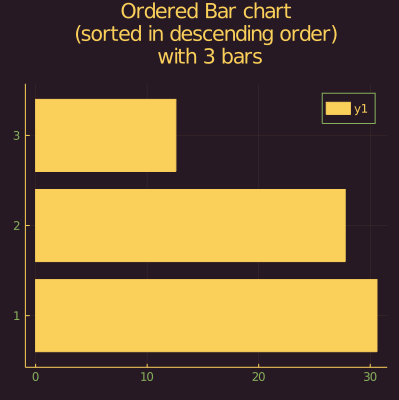 Ordered Bar chart
(sorted in descending order)
with 3 bars
y1
3
2
1
0 10 20 30